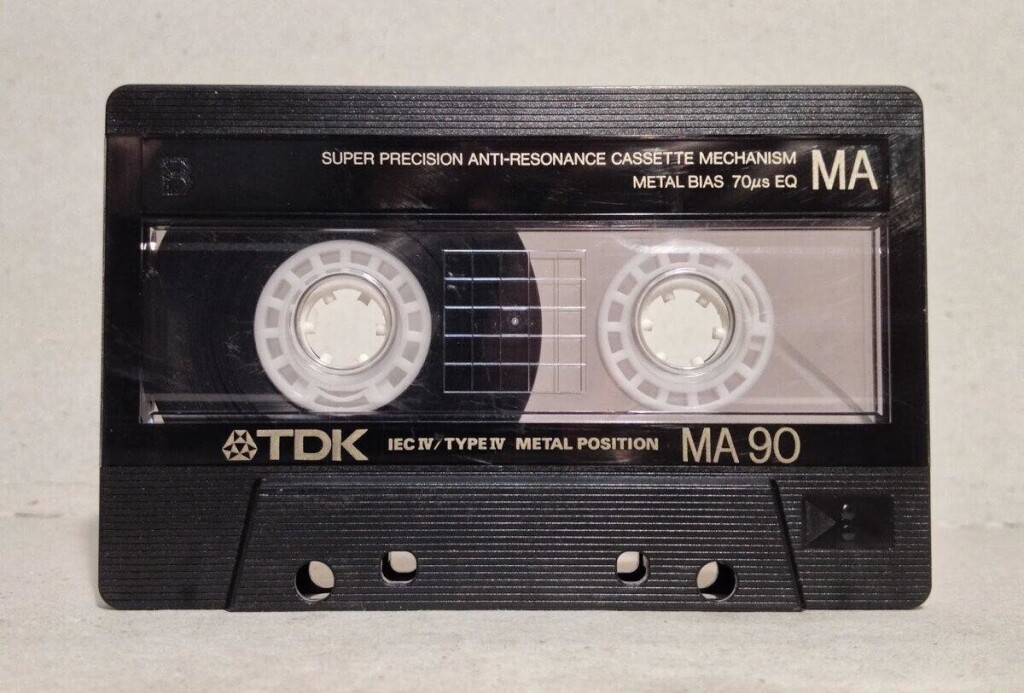 SUPER PRECISION ANTI-RESONANCE CASSETTE MECHANISM MA
METAL BIAS 70µs EQ
TDK IEC IV/TYPE IV METAL POSITION MA 90